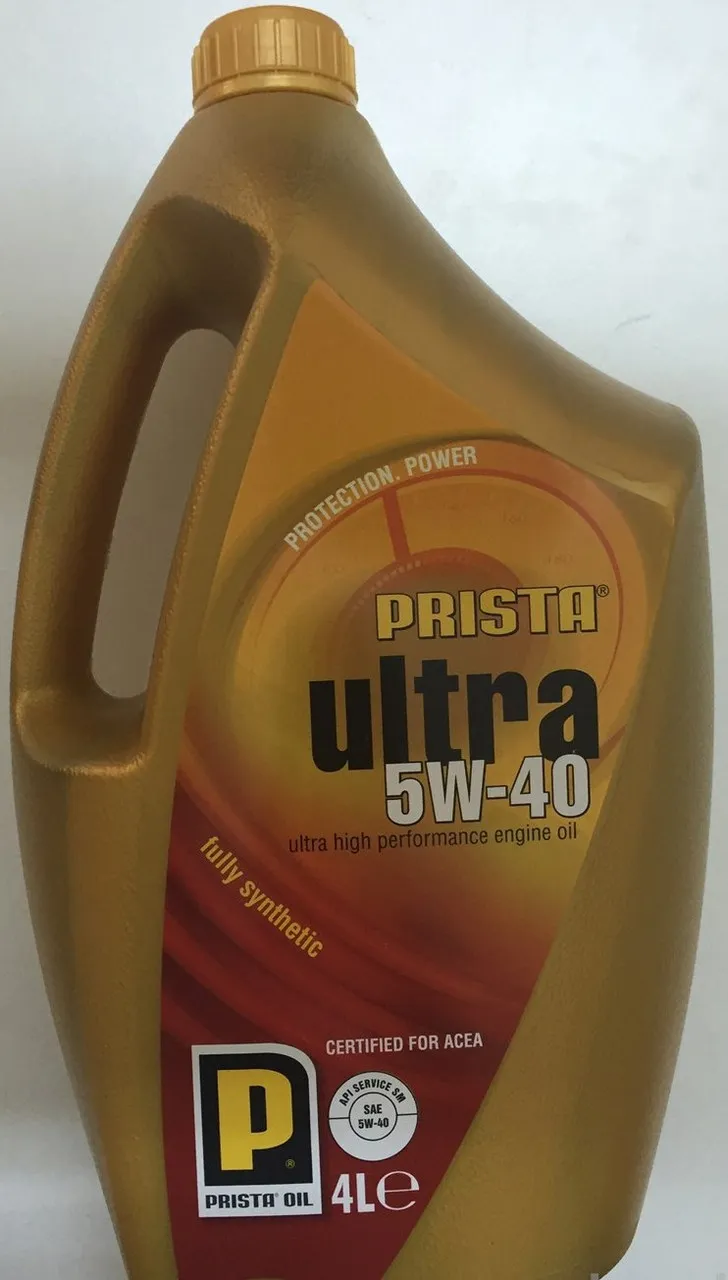 PROTECTION. POWER
PRISTA®
ultra
5W-40
ultra high performance engine oil
fully synthetic
CERTIFIED FOR ACEA
API SERVICE SM
SAE
5W-40
P®
PRISTA® OIL
4L℮